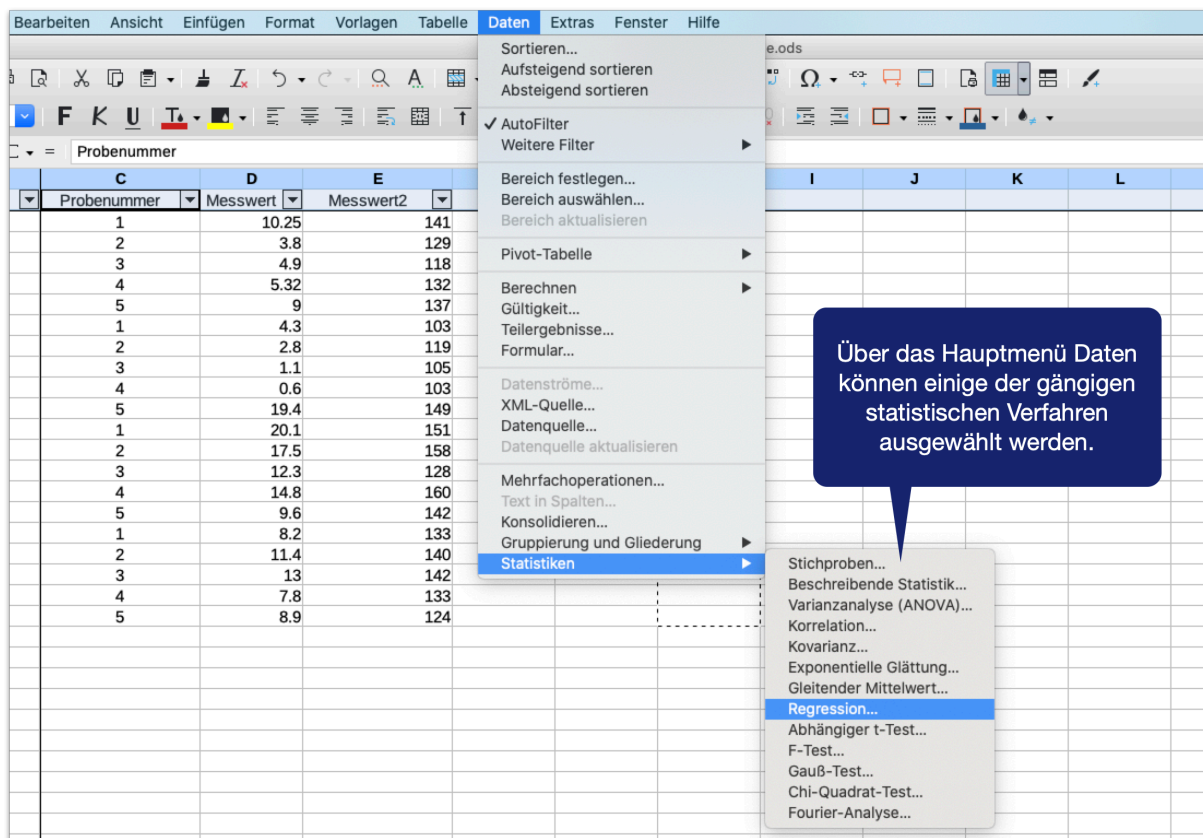 Bearbeiten Ansicht Einfügen Format Vorlagen Tabelle Daten Extras Fenster Hilfe
e.ods
F K U T
= Probenummer
C D E I J K L
Probenummer Messwert Messwert2
1 10.25 141
2 3.8 129
3 4.9 118
4 5.32 132
5 9 137
1 4.3 103
2 2.8 119
3 1.1 105
4 0.6 103
5 19.4 149
1 20.1 151
2 17.5 158
3 12.3 128
4 14.8 160
5 9.6 142
1 8.2 133
2 11.4 140
3 13 142
4 7.8 133
5 8.9 124
Sortieren...
Aufsteigend sortieren
Absteigend sortieren
✓ AutoFilter
Weitere Filter
Bereich festlegen...
Bereich auswählen...
Bereich aktualisieren
Pivot-Tabelle
Berechnen
Gültigkeit...
Teilergebnisse...
Formular...
Datenströme...
XML-Quelle...
Datenquelle...
Datenquelle aktualisieren
Mehrfachoperationen...
Text in Spalten...
Konsolidieren...
Gruppierung und Gliederung
Statistiken
Über das Hauptmenü Daten
können einige der gängigen
statistischen Verfahren
ausgewählt werden.
Stichproben...
Beschreibende Statistik...
Varianzanalyse (ANOVA)...
Korrelation...
Kovarianz...
Exponentielle Glättung...
Gleitender Mittelwert...
Regression...
Abhängiger t-Test...
F-Test...
Gauß-Test...
Chi-Quadrat-Test...
Fourier-Analyse...